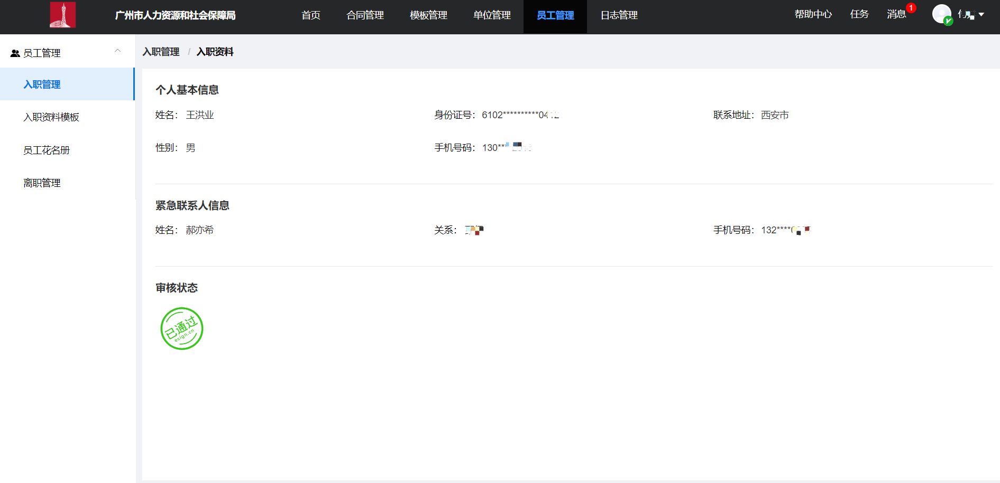 广州市人力资源和社会保障局
首页 合同管理 模板管理 单位管理 员工管理 日志管理
帮助中心 任务 消息 1
员工管理
入职管理
入职资料模板
员工花名册
离职管理
入职管理 / 入职资料
个人基本信息
姓名： 王洪业 身份证号： 6102**********04 联系地址： 西安市
性别： 男 手机号码： 130***
紧急联系人信息
姓名： 郝亦希 关系： 手机号码： 132****
审核状态
已通过
esign.cn